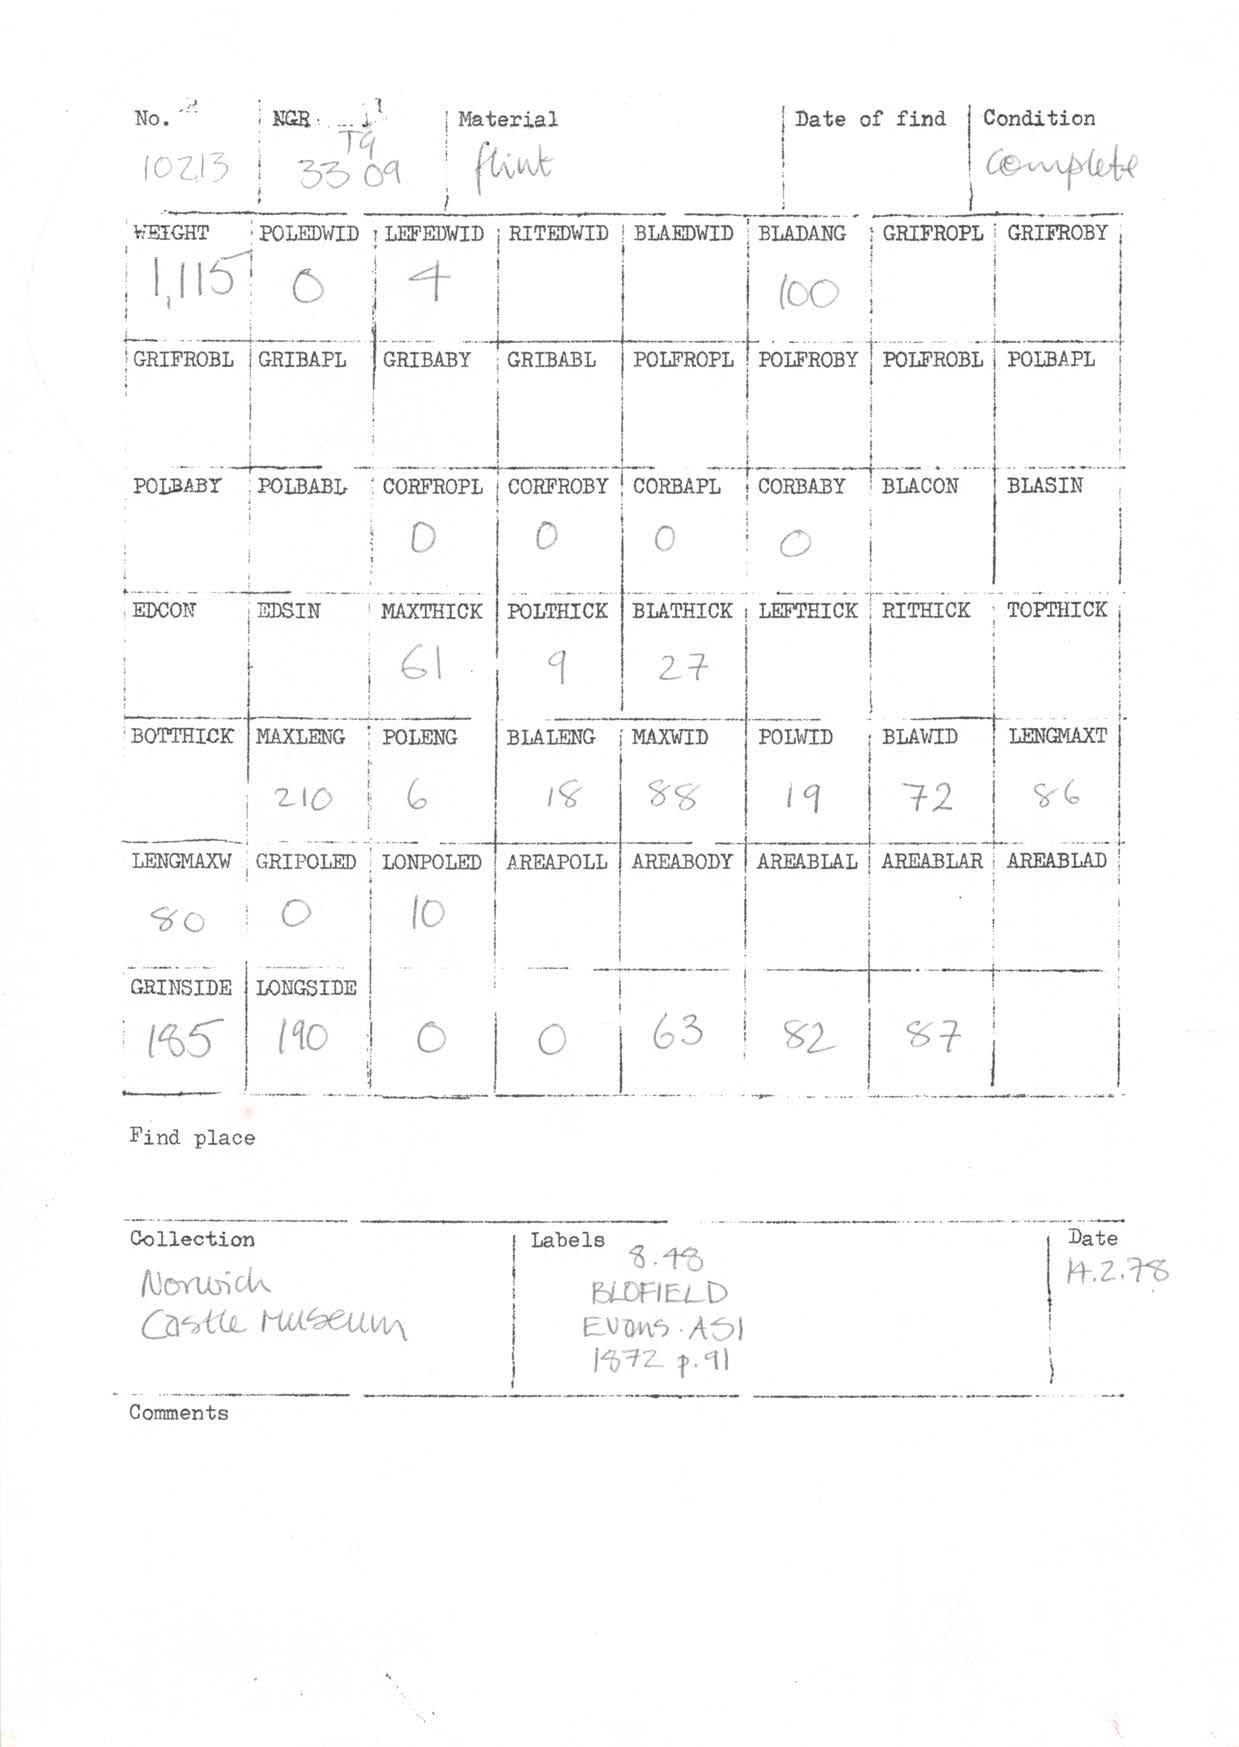 No. NGR Material Date of find Condition
TG
10213 33 09 flint complete
WEIGHT POLEDWID LEFEDWID RITEDWID BLAEDWID BLADANG GRIFROPL GRIFROBY
1,115 0 4 100
GRIFROBL GRIBAPL GRIBABY GRIBABL POLFROPL POLFROBY POLFROBL POLBAPL
POLBABY POLBABL CORFROPL CORFROBY CORBAPL CORBABY BLACON BLASIN
0 0 0 0
EDCON EDSIN MAXTHICK POLTHICK BLATHICK LEFTHICK RITHICK TOPTHICK
61 9 27
BOTTHICK MAXLENG POLENG BLALENG MAXWID POLWID BLAWID LENGMAXT
210 6 18 88 19 72 86
LENGMAXW GRIPOLED LONPOLED AREAPOLL AREABODY AREABLAL AREABLAR AREABLAD
80 0 10
GRINSIDE LONGSIDE
185 190 0 0 63 82 87
Find place
Collection Labels Date
8.48 14.2.78
Norwich BLOFIELD
Castle Museum Evans. ASI
1872 p.91
Comments